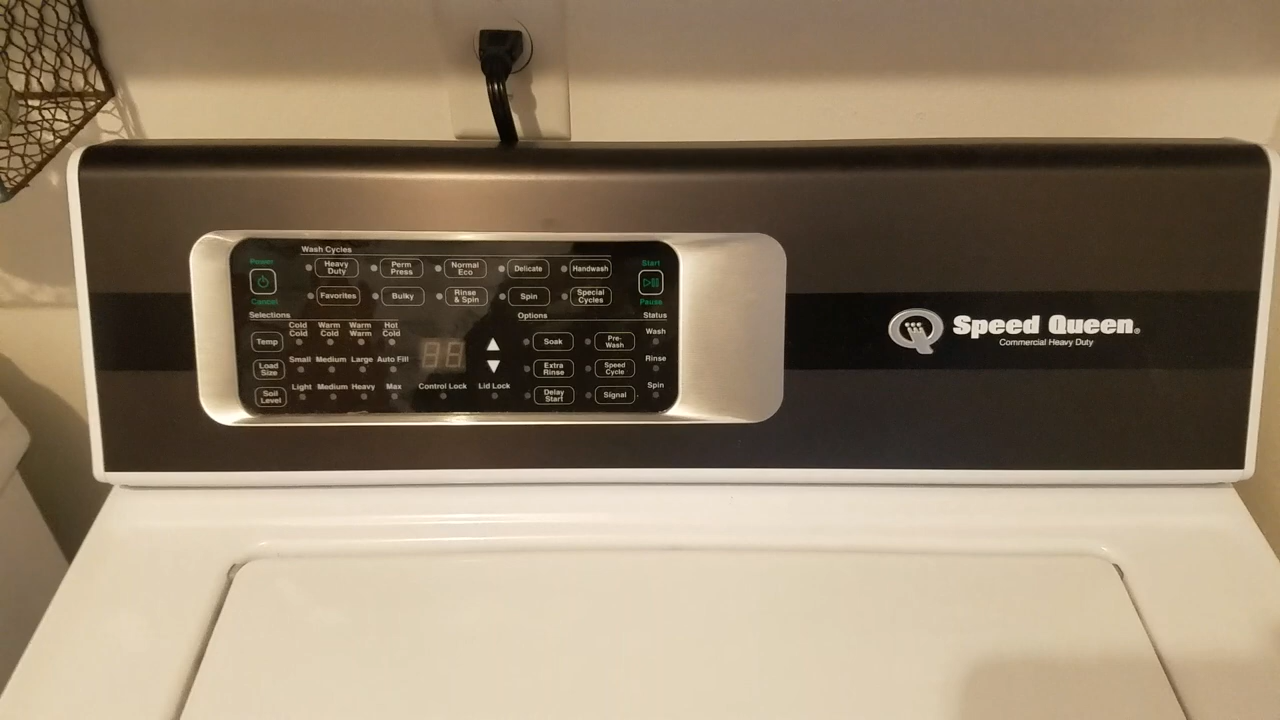 Wash Cycles
Power
Cancel
Heavy
Duty
Perm
Press
Normal
Eco
Delicate
Handwash
Favorites
Bulky
Rinse
& Spin
Spin
Special
Cycles
Start
Pause
Selections
Temp
Cold
Cold
Warm
Cold
Warm
Warm
Hot
Cold
Load
Size
Small
Medium
Large
Auto Fill
Soil
Level
Light
Medium
Heavy
Max
88
Control Lock
Lid Lock
Options
Soak
Pre-
Wash
Extra
Rinse
Speed
Cycle
Delay
Start
Signal
Status
Wash
Rinse
Spin
Speed Queen®
Commercial Heavy Duty